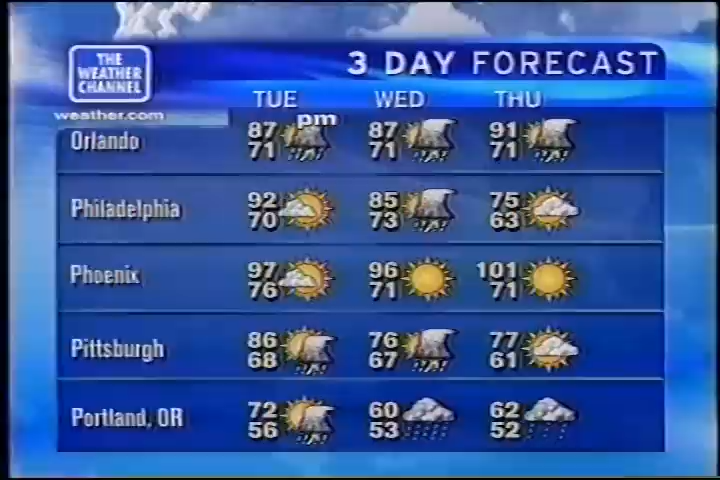 THE
WEATHER
CHANNEL
weather.com
3 DAY FORECAST
TUE WED THU
pm
Orlando 87 87 91
71 71 71
Philadelphia 92 85 75
70 73 63
Phoenix 97 96 101
76 71 71
Pittsburgh 86 76 77
68 67 61
Portland, OR 72 60 62
56 53 52